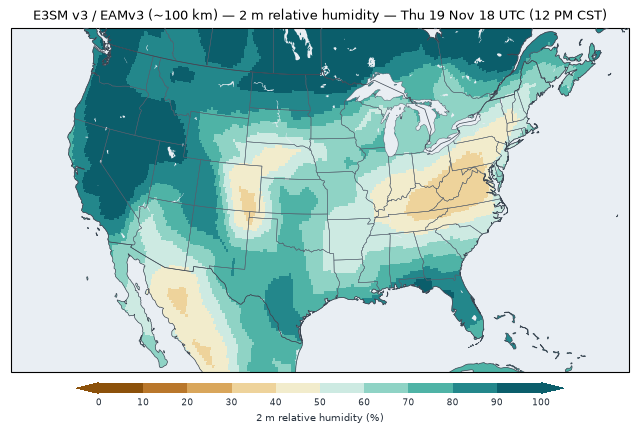 E3SM v3 / EAMv3 (~100 km) — 2 m relative humidity — Thu 19 Nov 18 UTC (12 PM CST)
0 10 20 30 40 50 60 70 80 90 100
2 m relative humidity (%)